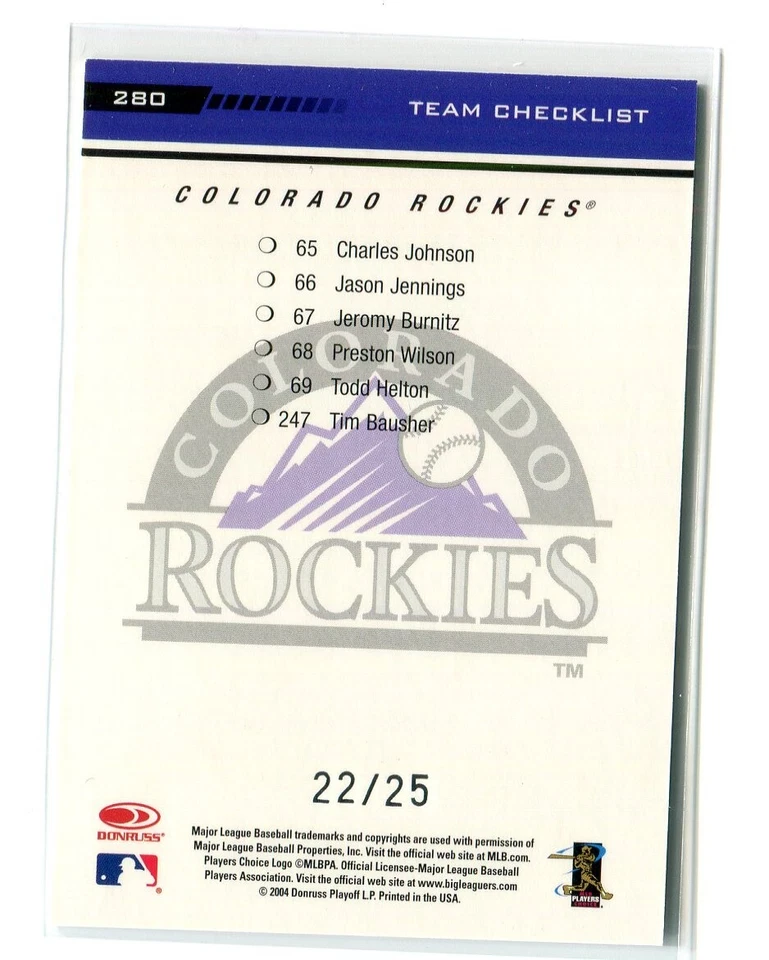 280
TEAM CHECKLIST
COLORADO ROCKIES®
65 Charles Johnson
66 Jason Jennings
67 Jeromy Burnitz
68 Preston Wilson
69 Todd Helton
247 Tim Bausher
COLORADO
ROCKIES
TM
22/25
DONRUSS®
Major League Baseball trademarks and copyrights are used with permission of
Major League Baseball Properties, Inc. Visit the official web site at MLB.com.
Players Choice Logo ©MLBPA. Official Licensee-Major League Baseball
Players Association. Visit the official web site at www.bigleaguers.com
© 2004 Donruss Playoff L.P. Printed in the USA.
MLB
PLAYERS
CHOICE